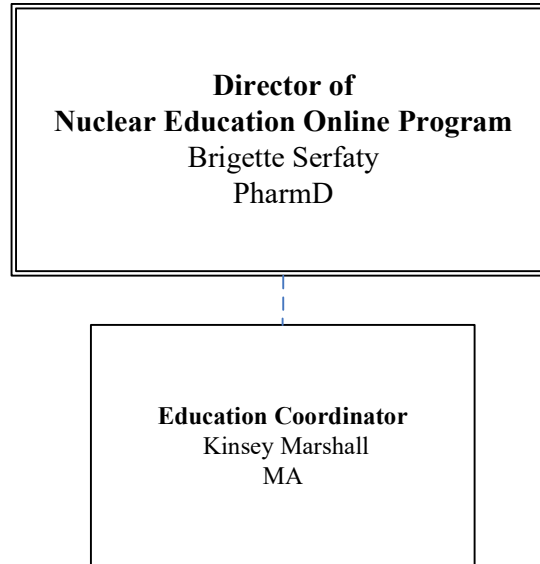 Director of
Nuclear Education Online Program
Brigette Serfaty
PharmD
Education Coordinator
Kinsey Marshall
MA